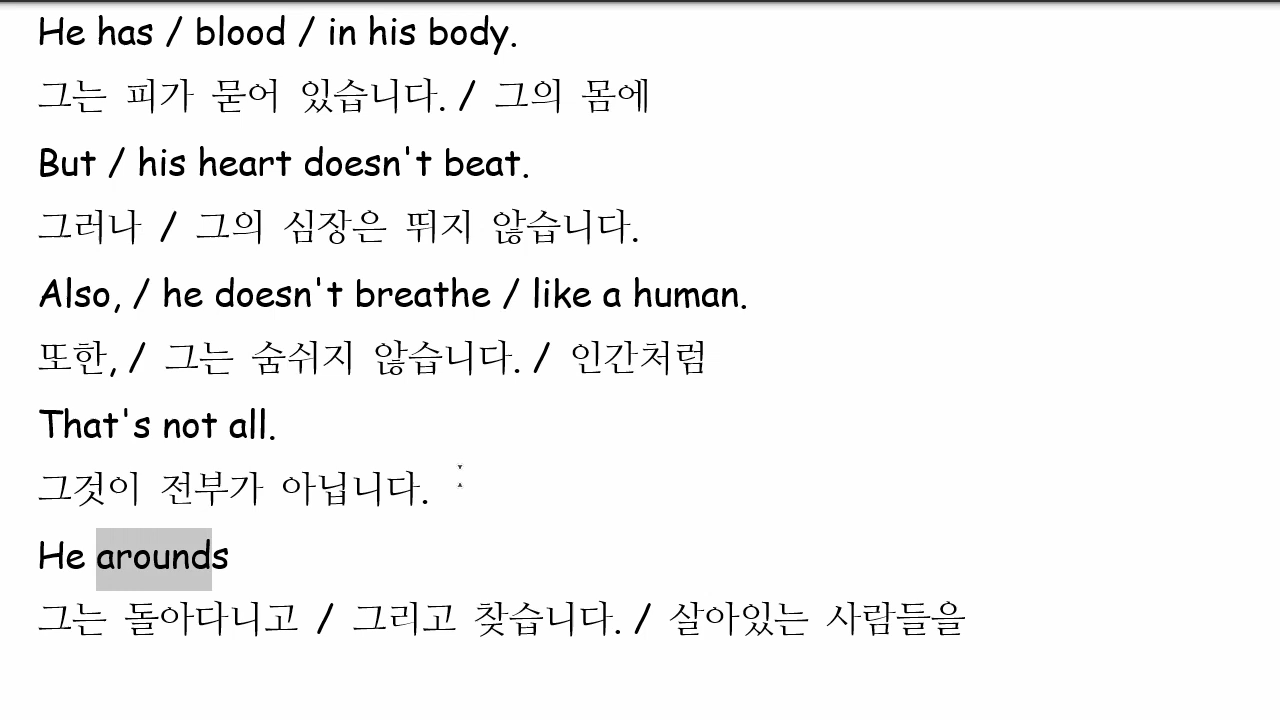 He has / blood / in his body.
그는 피가 묻어 있습니다. / 그의 몸에
But / his heart doesn't beat.
그러나 / 그의 심장은 뛰지 않습니다.
Also, / he doesn't breathe / like a human.
또한, / 그는 숨쉬지 않습니다. / 인간처럼
That's not all.
그것이 전부가 아닙니다.
He arounds
그는 돌아다니고 / 그리고 찾습니다. / 살아있는 사람들을